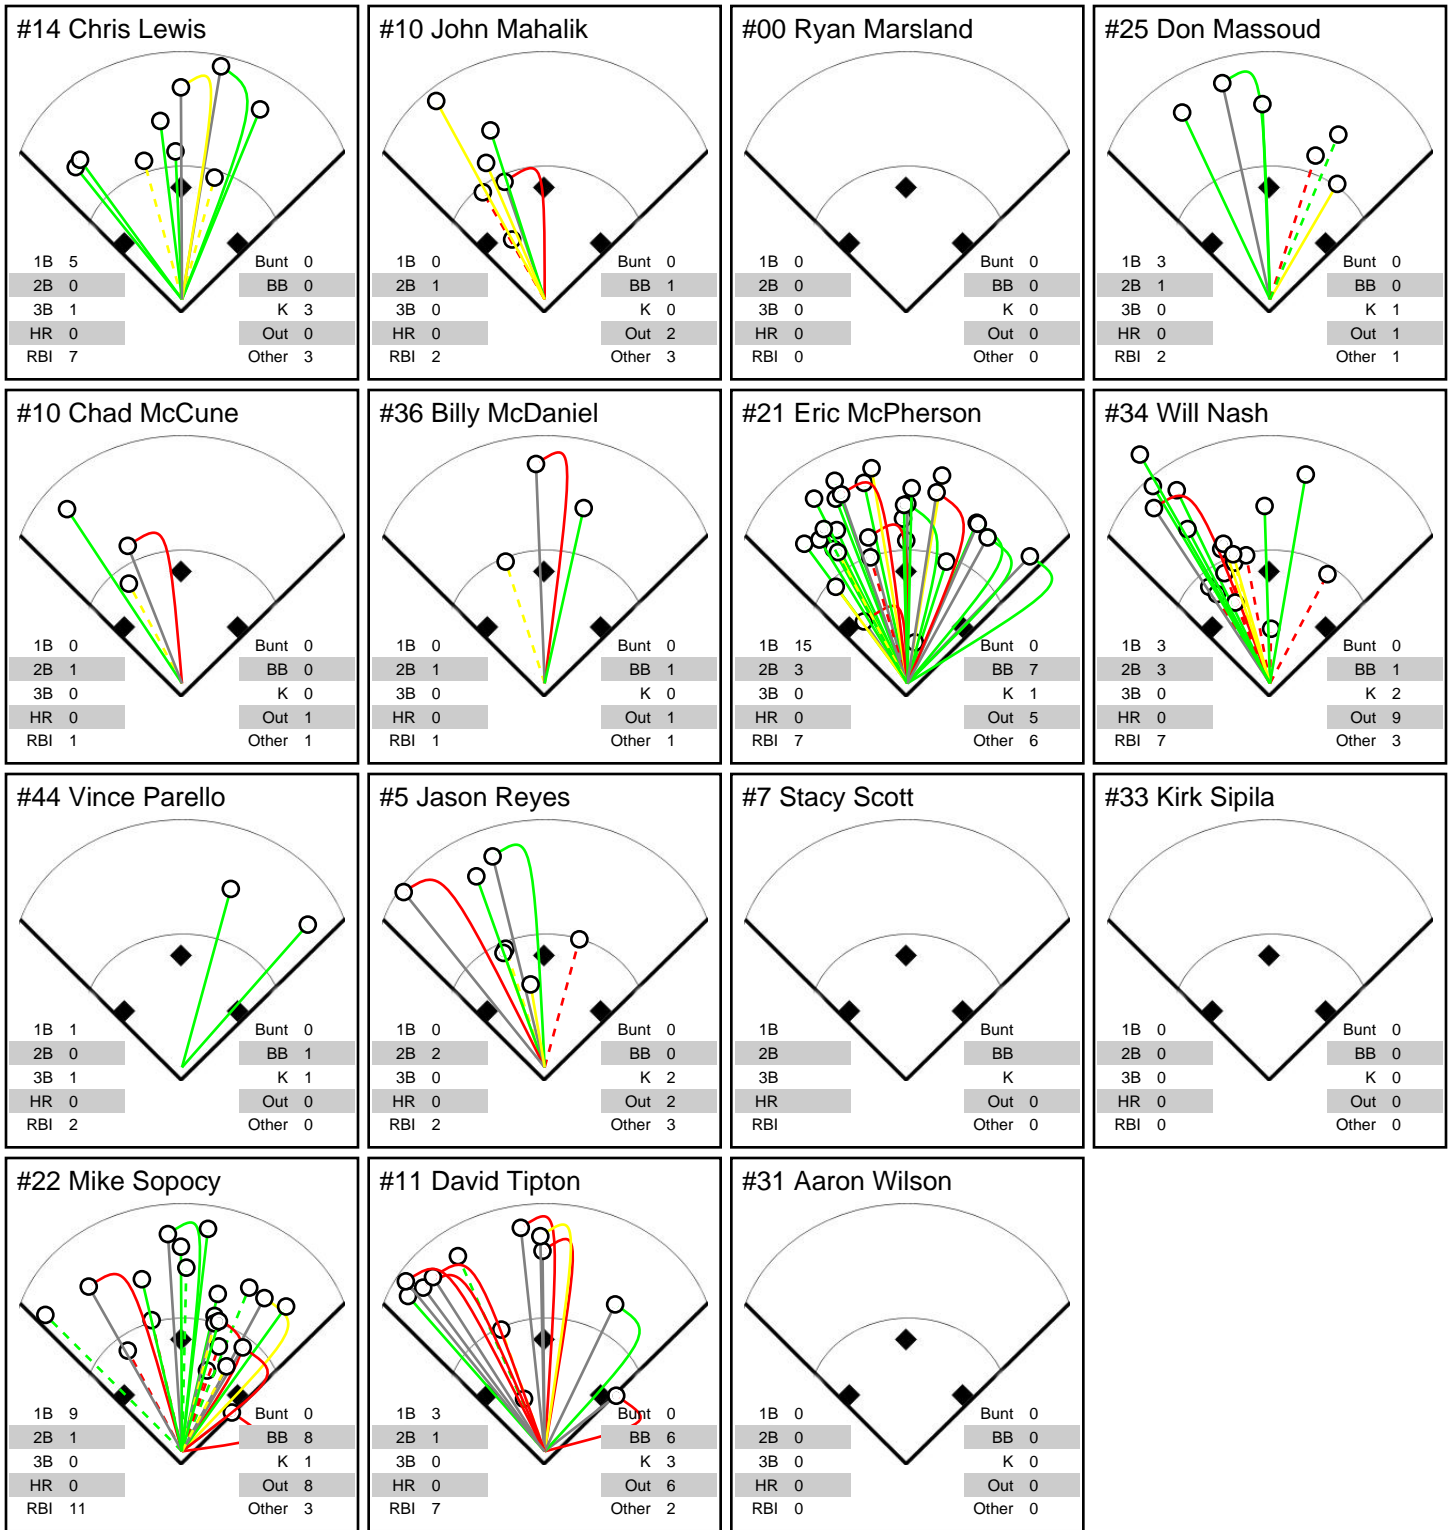 #14 Chris Lewis
1B 5 Bunt 0
2B 0 BB 0
3B 1 K 3
HR 0 Out 0
RBI 7 Other 3
#10 John Mahalik
1B 0 Bunt 0
2B 1 BB 1
3B 0 K 0
HR 0 Out 2
RBI 2 Other 3
#00 Ryan Marsland
1B 0 Bunt 0
2B 0 BB 0
3B 0 K 0
HR 0 Out 0
RBI 0 Other 0
#25 Don Massoud
1B 3 Bunt 0
2B 1 BB 0
3B 0 K 1
HR 0 Out 1
RBI 2 Other 1
#10 Chad McCune
1B 0 Bunt 0
2B 1 BB 0
3B 0 K 0
HR 0 Out 1
RBI 1 Other 1
#36 Billy McDaniel
1B 0 Bunt 0
2B 1 BB 1
3B 0 K 0
HR 0 Out 1
RBI 1 Other 1
#21 Eric McPherson
1B 15 Bunt 0
2B 3 BB 7
3B 0 K 1
HR 0 Out 5
RBI 7 Other 6
#34 Will Nash
1B 3 Bunt 0
2B 3 BB 1
3B 0 K 2
HR 0 Out 9
RBI 7 Other 3
#44 Vince Parello
1B 1 Bunt 0
2B 0 BB 1
3B 1 K 1
HR 0 Out 0
RBI 2 Other 0
#5 Jason Reyes
1B 0 Bunt 0
2B 2 BB 0
3B 0 K 2
HR 0 Out 2
RBI 2 Other 3
#7 Stacy Scott
1B Bunt
2B BB
3B K
HR Out 0
RBI Other 0
#33 Kirk Sipila
1B 0 Bunt 0
2B 0 BB 0
3B 0 K 0
HR 0 Out 0
RBI 0 Other 0
#22 Mike Sopocy
1B 9 Bunt 0
2B 1 BB 8
3B 0 K 1
HR 0 Out 8
RBI 11 Other 3
#11 David Tipton
1B 3 Bunt 0
2B 1 BB 6
3B 0 K 3
HR 0 Out 6
RBI 7 Other 2
#31 Aaron Wilson
1B 0 Bunt 0
2B 0 BB 0
3B 0 K 0
HR 0 Out 0
RBI 0 Other 0